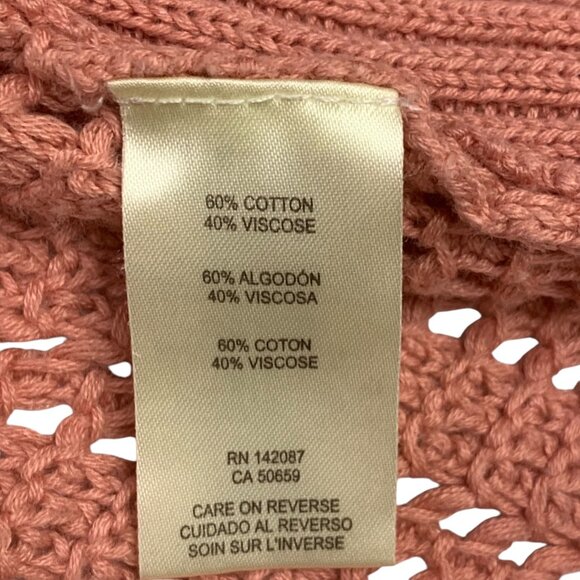 60% COTTON
40% VISCOSE
60% ALGODÓN
40% VISCOSA
60% COTON
40% VISCOSE
RN 142087
CA 50659
CARE ON REVERSE
CUIDADO AL REVERSO
SOIN SUR L'INVERSE